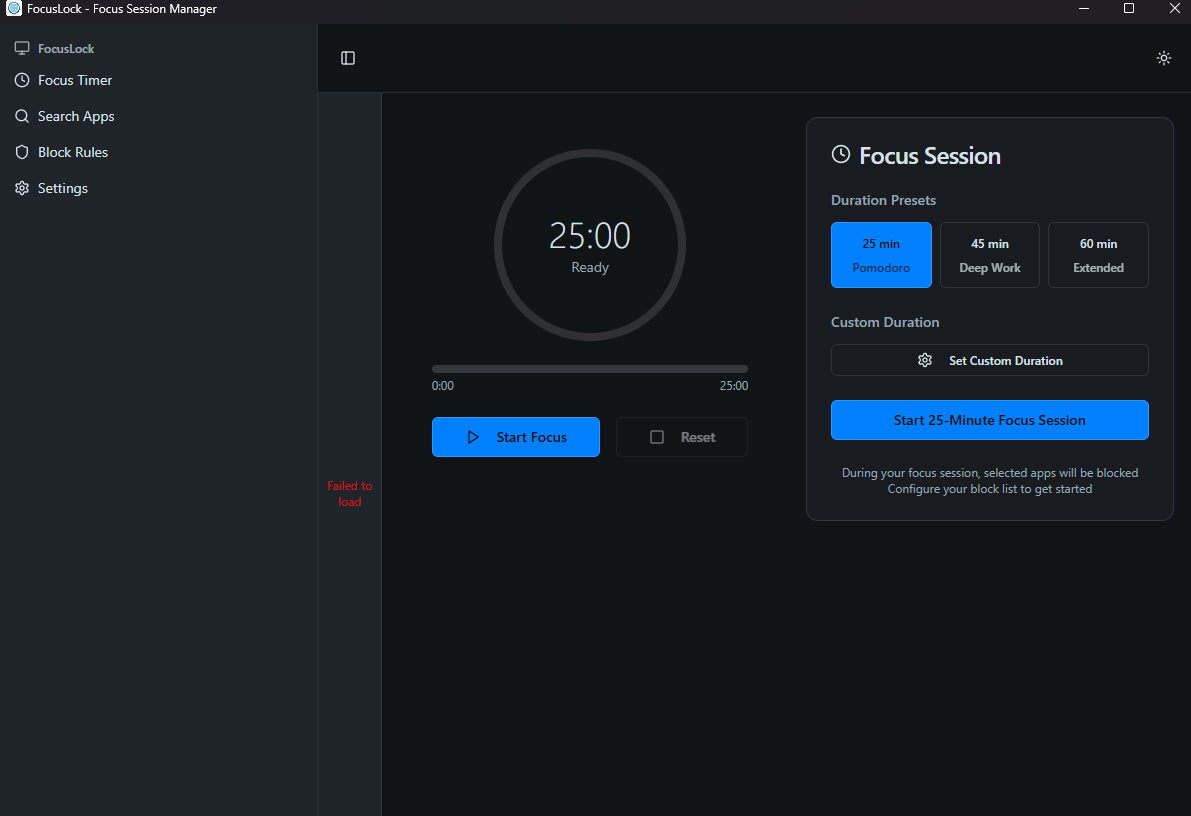 FocusLock - Focus Session Manager
FocusLock
Focus Timer
Search Apps
Block Rules
Settings
Failed to
load
25:00
Ready
0:00
25:00
Start Focus
Reset
Focus Session
Duration Presets
25 min
Pomodoro
45 min
Deep Work
60 min
Extended
Custom Duration
Set Custom Duration
Start 25-Minute Focus Session
During your focus session, selected apps will be blocked
Configure your block list to get started